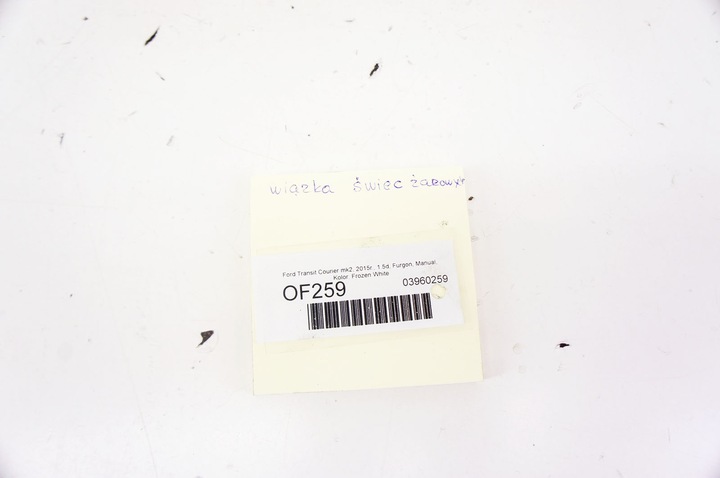 wiązka świec żarowych
Ford Transit Courier mk2, 2015r., 1.5d, Furgon, Manual,
Kolor: Frozen White
OF259
03960259